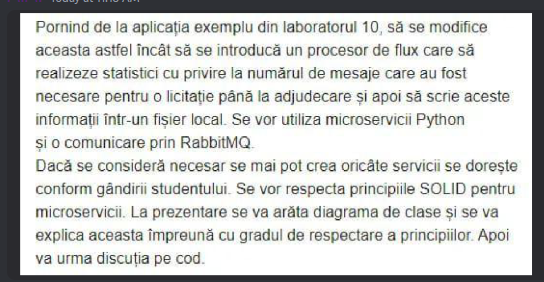 Today at 11:10 AM
Pornind de la aplicația exemplu din laboratorul 10, să se modifice
aceasta astfel încât să se introducă un procesor de flux care să
realizeze statistici cu privire la numărul de mesaje care au fost
necesare pentru o licitație până la adjudecare și apoi să scrie aceste
informații într-un fișier local. Se vor utiliza microservicii Python
și o comunicare prin RabbitMQ.
Dacă se consideră necesar se mai pot crea oricâte servicii se dorește
conform gândirii studentului. Se vor respecta principiile SOLID pentru
microservicii. La prezentare se va arăta diagrama de clase și se va
explica aceasta împreună cu gradul de respectare a principiilor. Apoi
va urma discuția pe cod.